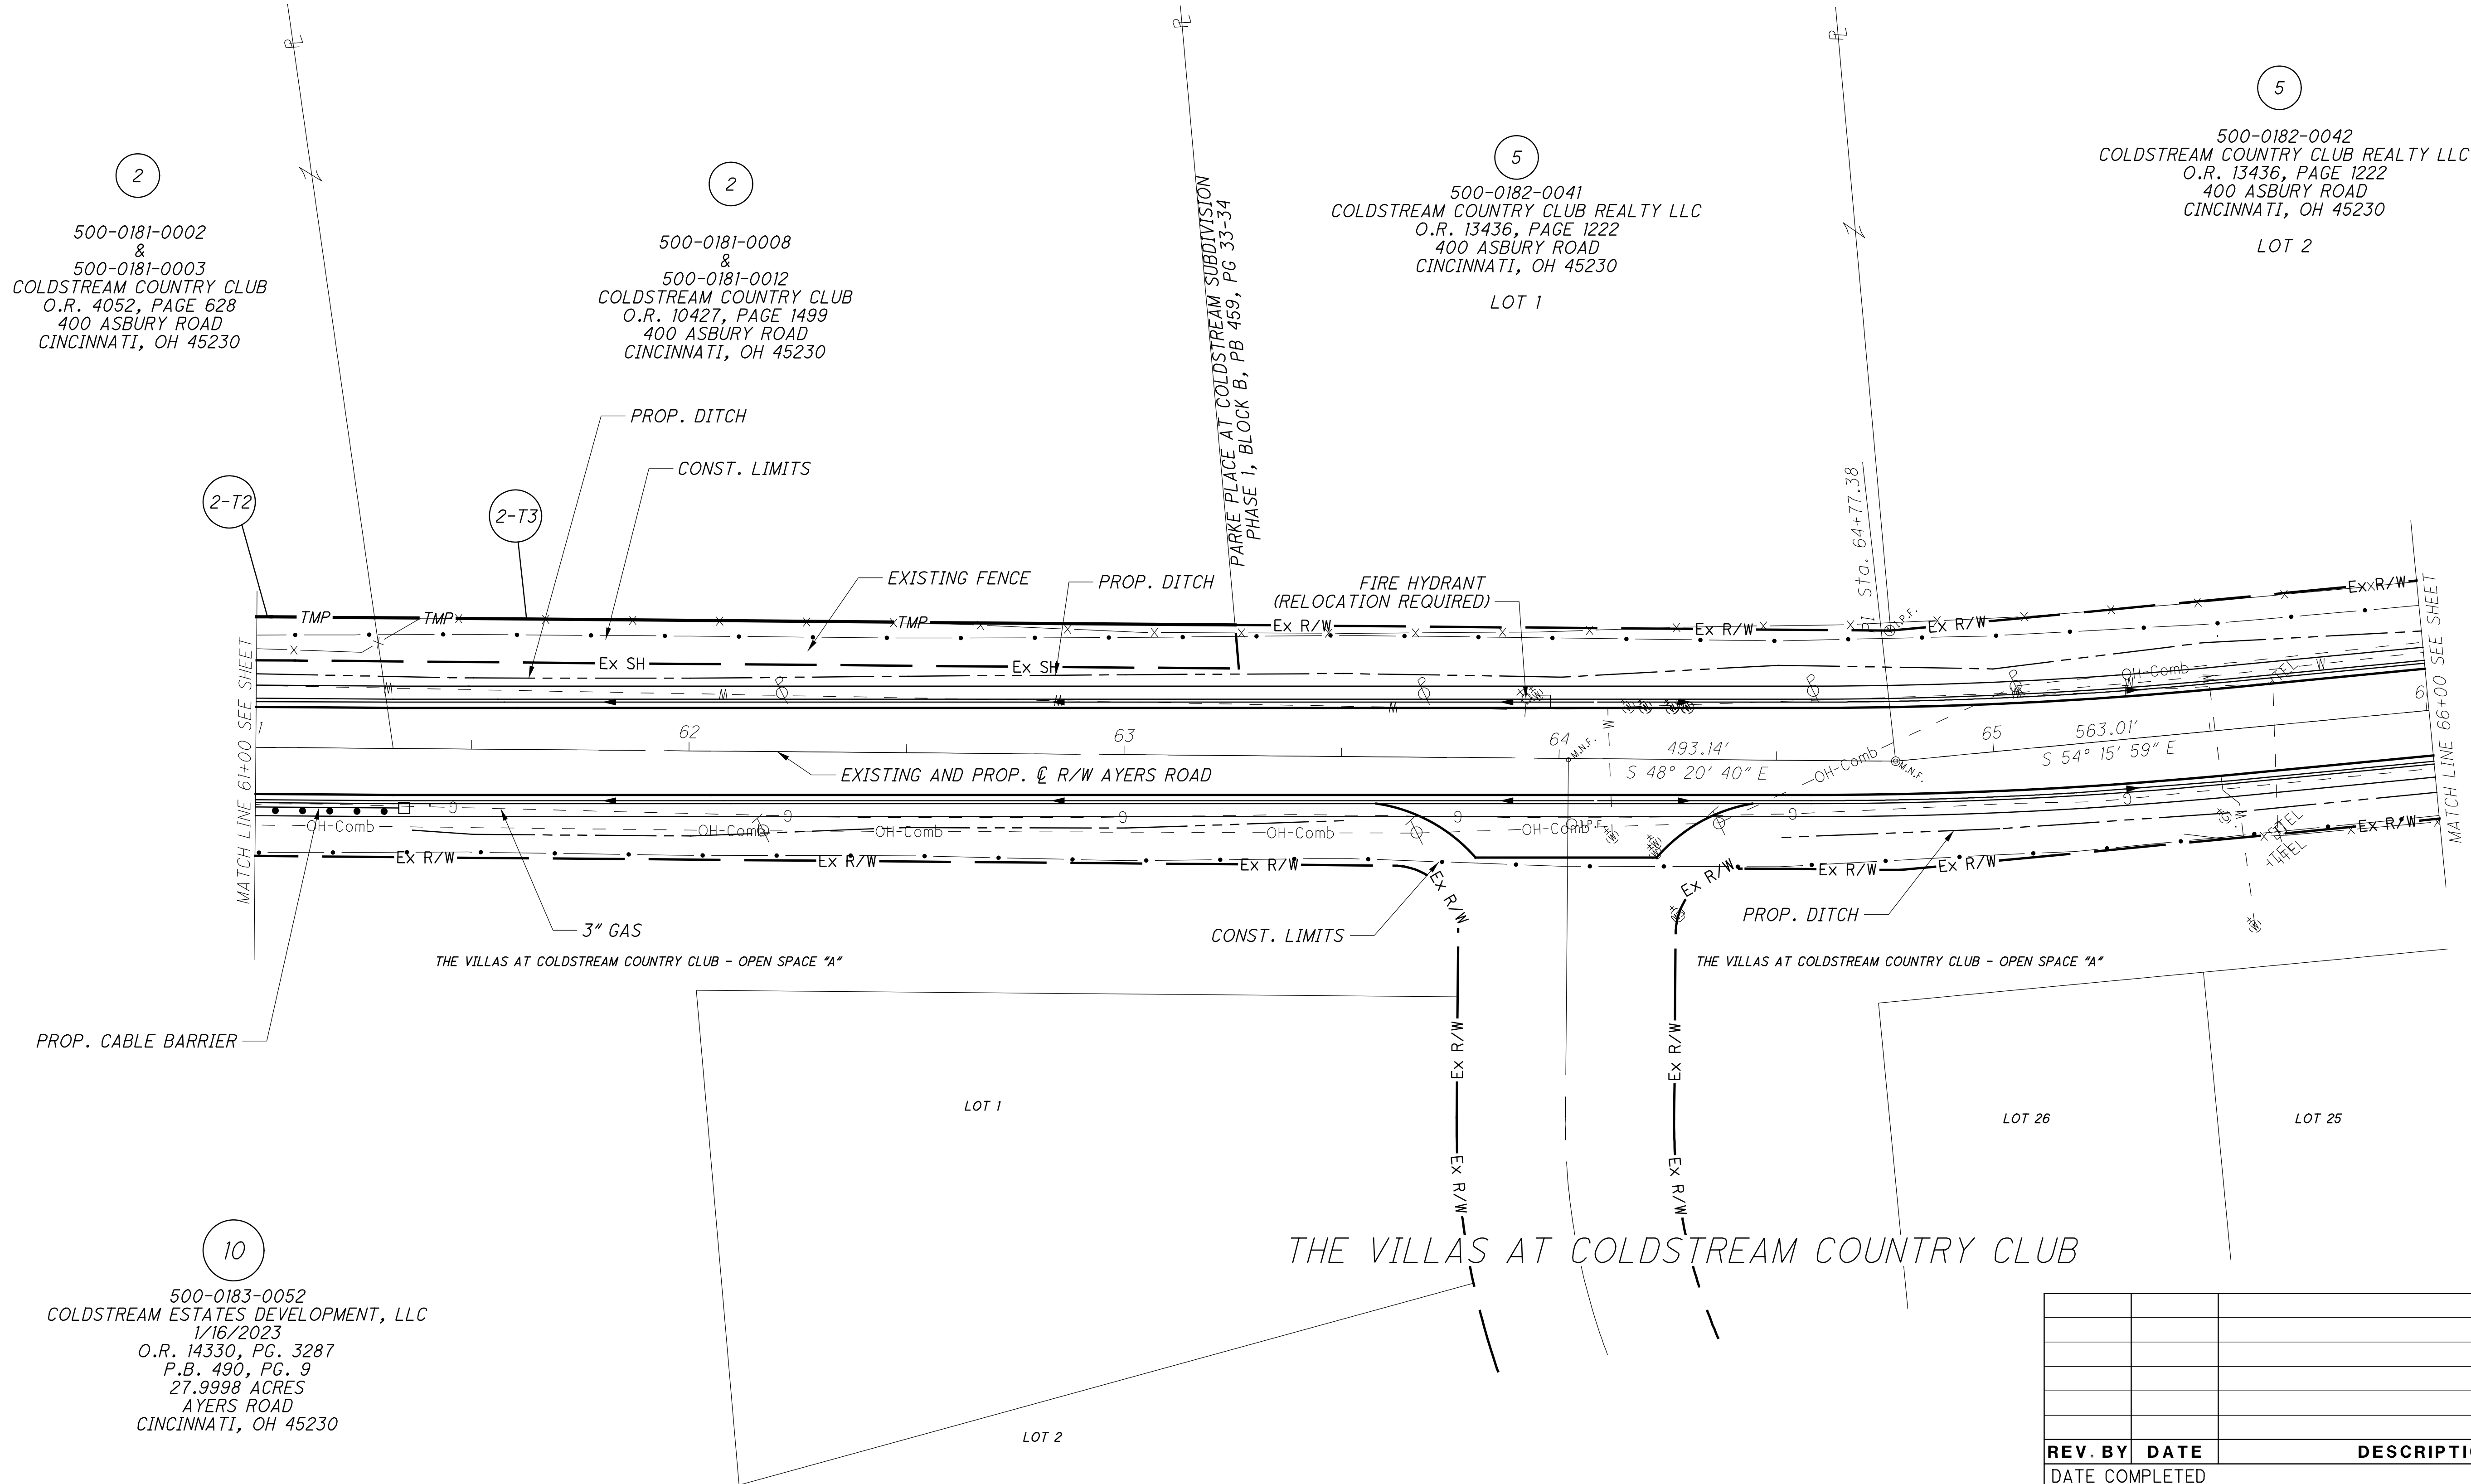 2
500-0181-0002
&
500-0181-0003
COLDSTREAM COUNTRY CLUB
O.R. 4052, PAGE 628
400 ASBURY ROAD
CINCINNATI, OH 45230
2
500-0181-0008
&
500-0181-0012
COLDSTREAM COUNTRY CLUB
O.R. 10427, PAGE 1499
400 ASBURY ROAD
CINCINNATI, OH 45230
PARKE PLACE AT COLDSTREAM SUBDIVISION
PHASE 1, BLOCK B, PB 459, PG 33-34
5
500-0182-0041
COLDSTREAM COUNTRY CLUB REALTY LLC
O.R. 13436, PAGE 1222
400 ASBURY ROAD
CINCINNATI, OH 45230
LOT 1
5
500-0182-0042
COLDSTREAM COUNTRY CLUB REALTY LLC
O.R. 13436, PAGE 1222
400 ASBURY ROAD
CINCINNATI, OH 45230
LOT 2
PROP. DITCH
CONST. LIMITS
2-T2
2-T3
EXISTING FENCE
PROP. DITCH
FIRE HYDRANT
(RELOCATION REQUIRED)
PI Sta. 64+77.38
TMP
TMP
TMP
Ex R/W
Ex R/W
I.P.F.
Ex R/W
Ex R/W
Ex SH
Ex SH
OH-Comb
TEL
MATCH LINE 61+00 SEE SHEET
MATCH LINE 66+00 SEE SHEET
62
63
64
65
M.N.F.
493.14'
S 48° 20' 40" E
563.01'
S 54° 15' 59" E
M.N.F.
OH-Comb
EXISTING AND PROP. ℄ R/W AYERS ROAD
OH-Comb
OH-Comb
OH-Comb
OH-Comb
OH-Comb
I.P.F.
Ex R/W
Ex R/W
Ex R/W
Ex R/W
Ex R/W
Ex R/W
Ex R/W
Ex R/W
3" GAS
CONST. LIMITS
PROP. DITCH
THE VILLAS AT COLDSTREAM COUNTRY CLUB - OPEN SPACE "A"
THE VILLAS AT COLDSTREAM COUNTRY CLUB - OPEN SPACE "A"
PROP. CABLE BARRIER
Ex R/W
Ex R/W
Ex R/W
Ex R/W
LOT 1
LOT 26
LOT 25
THE VILLAS AT COLDSTREAM COUNTRY CLUB
10
500-0183-0052
COLDSTREAM ESTATES DEVELOPMENT, LLC
1/16/2023
O.R. 14330, PG. 3287
P.B. 490, PG. 9
27.9998 ACRES
AYERS ROAD
CINCINNATI, OH 45230
LOT 2
REV. BY DATE
DATE COMPLETED